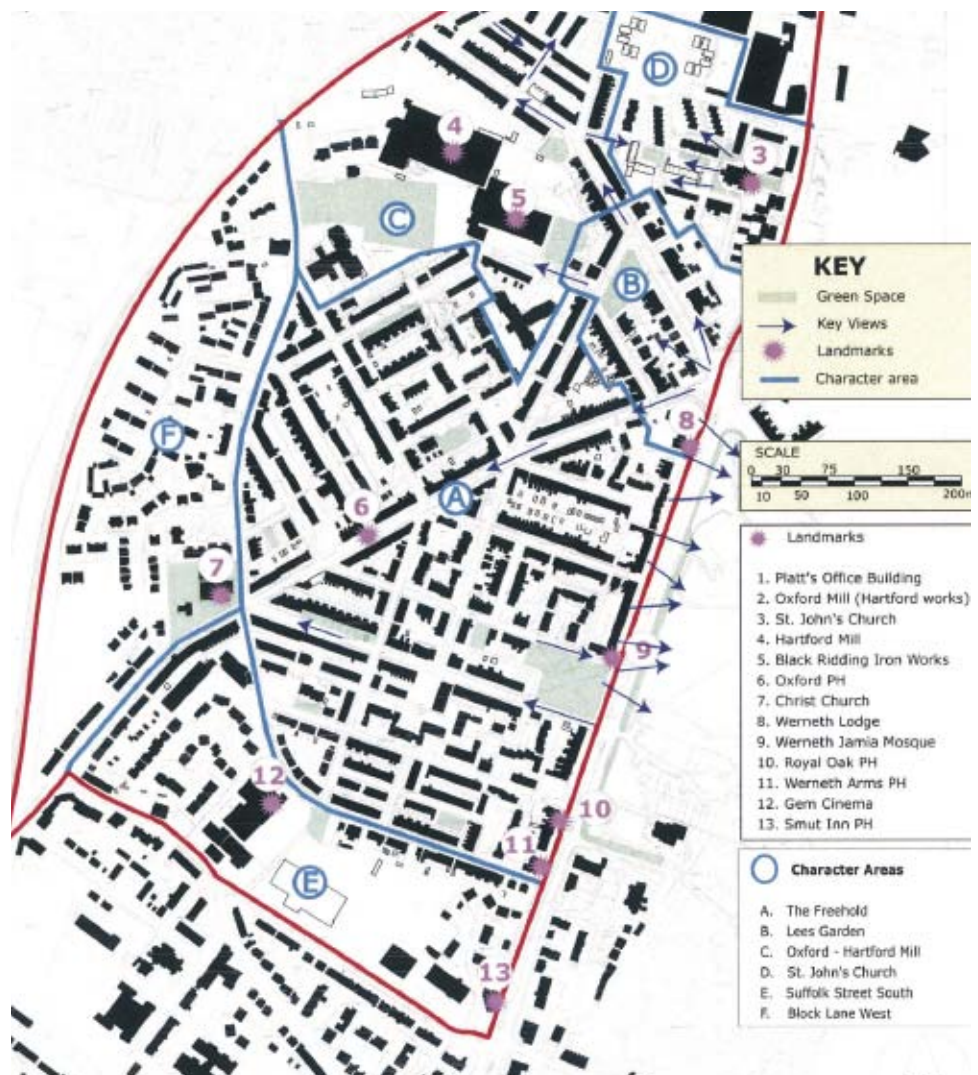 D
4
3
5
C
B
KEY
Green Space
Key Views
Landmarks
Character area
F
8
SCALE
0 30 75 150
10 50 100 200m
A
6
7
Landmarks
1. Platt's Office Building
2. Oxford Mill (Hartford works)
3. St. John's Church
4. Hartford Mill
5. Black Ridding Iron Works
6. Oxford PH
7. Christ Church
8. Werneth Lodge
9. Werneth Jamia Mosque
10. Royal Oak PH
11. Werneth Arms PH
12. Gem Cinema
13. Smut Inn PH
9
12
10
11
E
13
Character Areas
A. The Freehold
B. Lees Garden
C. Oxford - Hartford Mill
D. St. John's Church
E. Suffolk Street South
F. Block Lane West